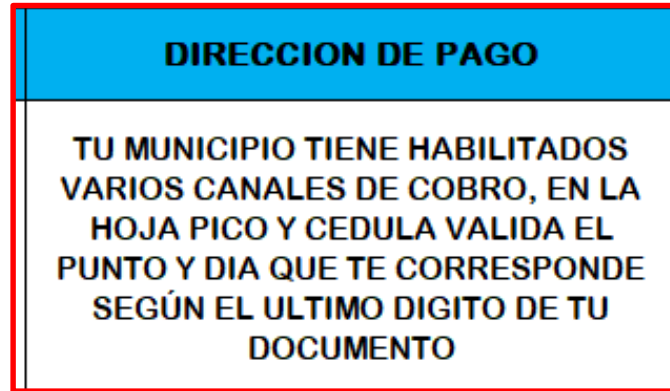 DIRECCION DE PAGO
TU MUNICIPIO TIENE HABILITADOS
VARIOS CANALES DE COBRO, EN LA
HOJA PICO Y CEDULA VALIDA EL
PUNTO Y DIA QUE TE CORRESPONDE
SEGÚN EL ULTIMO DIGITO DE TU
DOCUMENTO